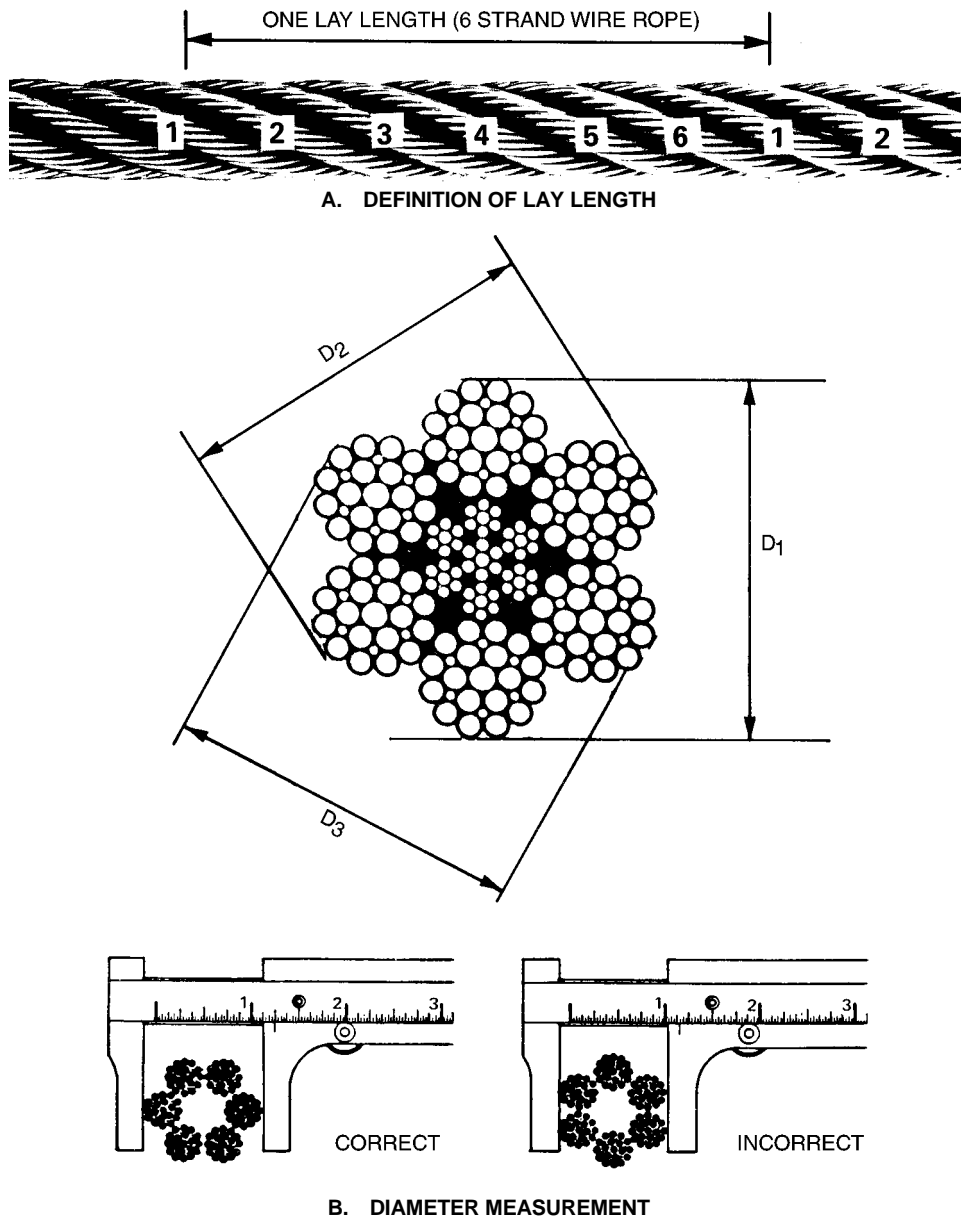 ONE LAY LENGTH (6 STRAND WIRE ROPE)
1 2 3 4 5 6 1 2
A. DEFINITION OF LAY LENGTH
D2
D1
D3
1 2 3
1 2 3
CORRECT
INCORRECT
B. DIAMETER MEASUREMENT